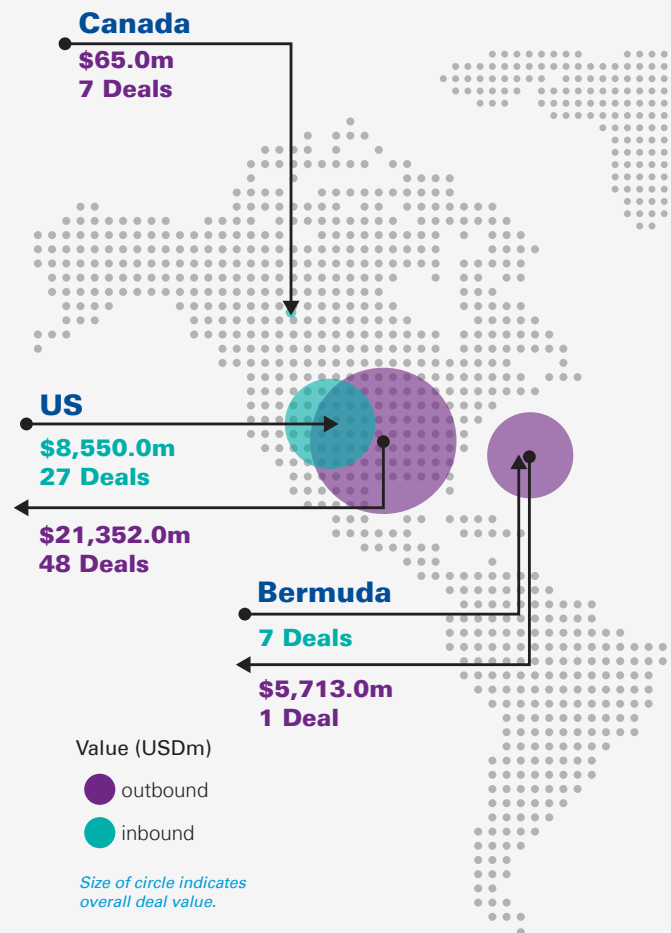 Canada
$65.0m
7 Deals
US
$8,550.0m
27 Deals
$21,352.0m
48 Deals
Bermuda
7 Deals
$5,713.0m
1 Deal
Value (USDm)
outbound
inbound
Size of circle indicates
overall deal value.